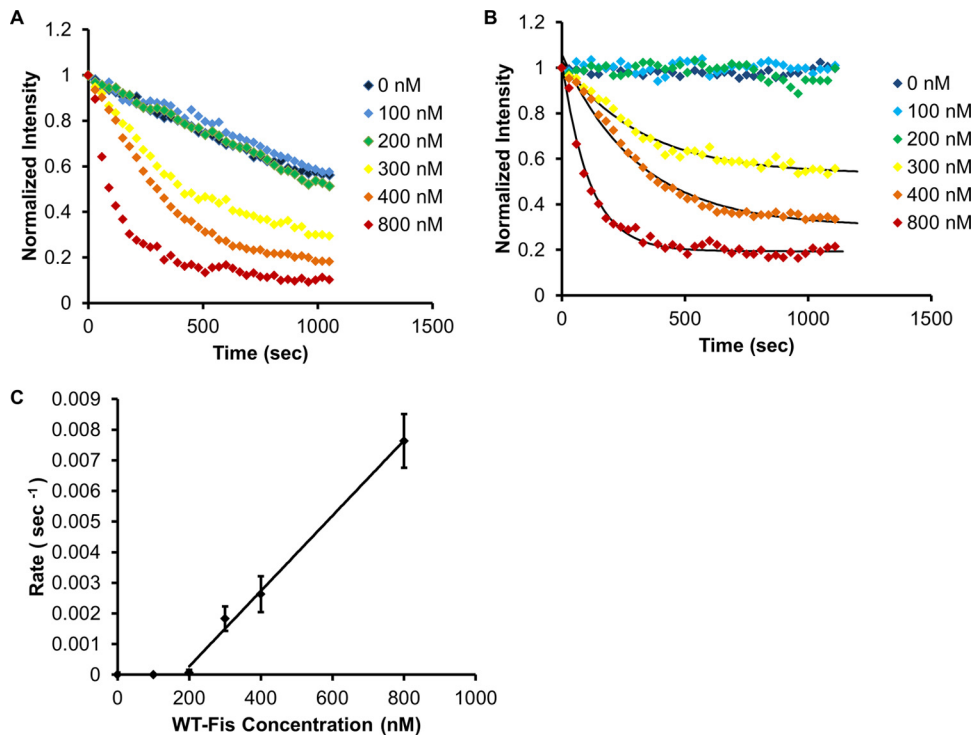 A
Normalized Intensity
1.2
1
0.8
0.6
0.4
0.2
0
0 500 1000 1500
Time (sec)
0 nM
100 nM
200 nM
300 nM
400 nM
800 nM
B
Normalized Intensity
1.2
1
0.8
0.6
0.4
0.2
0
0 500 1000 1500
Time (sec)
0 nM
100 nM
200 nM
300 nM
400 nM
800 nM
C
Rate ( sec -1)
0.009
0.008
0.007
0.006
0.005
0.004
0.003
0.002
0.001
0
0 200 400 600 800 1000
WT-Fis Concentration (nM)